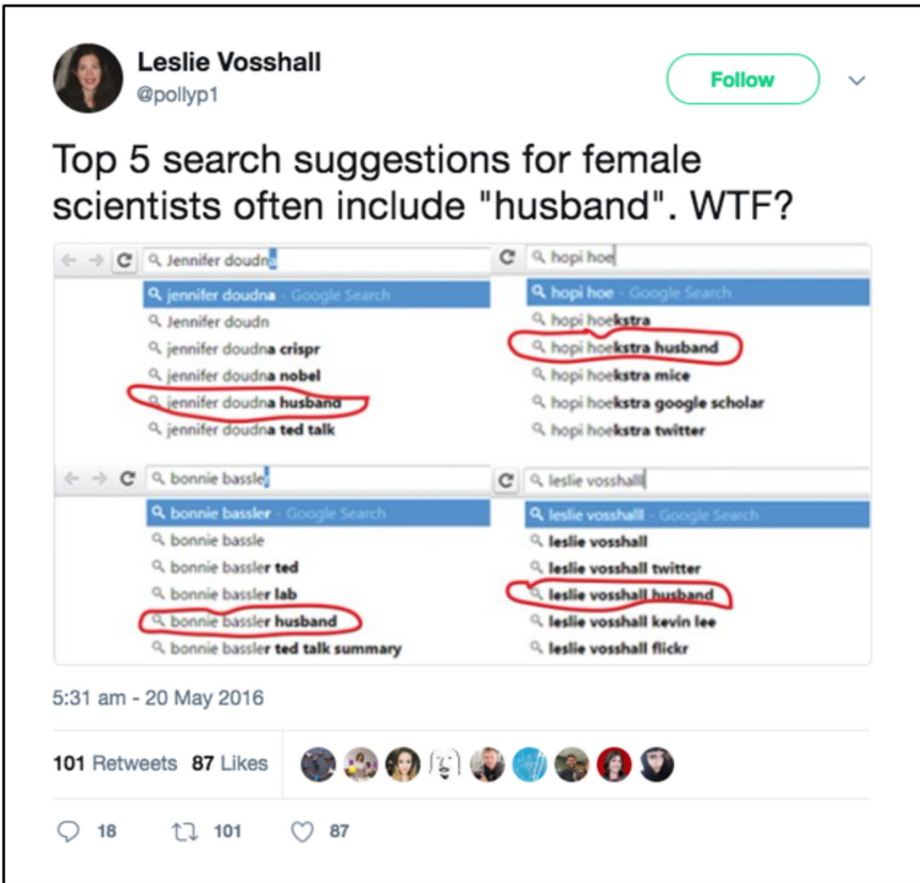 Leslie Vosshall
@pollyp1
Follow
Top 5 search suggestions for female
scientists often include "husband". WTF?
Jennifer doudna
jennifer doudna - Google Search
Jennifer doudn
jennifer doudna crispr
jennifer doudna nobel
jennifer doudna husband
jennifer doudna ted talk
hopi hoe
hopi hoe - Google Search
hopi hoekstra
hopi hoekstra husband
hopi hoekstra mice
hopi hoekstra google scholar
hopi hoekstra twitter
bonnie bassler
bonnie bassler - Google Search
bonnie bassle
bonnie bassler ted
bonnie bassler lab
bonnie bassler husband
bonnie bassler ted talk summary
leslie vosshall
leslie vosshall - Google Search
leslie vosshall
leslie vosshall twitter
leslie vosshall husband
leslie vosshall kevin lee
leslie vosshall flickr
5:31 am - 20 May 2016
101 Retweets 87 Likes
18 101 87